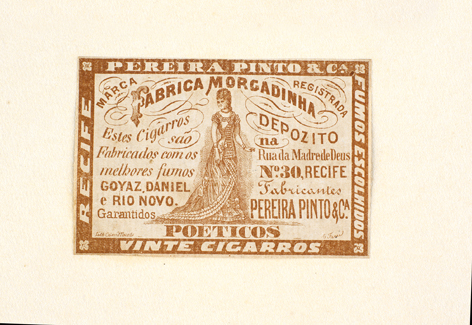 PEREIRA PINTO & Cª
MARCA REGISTRADA
FABRICA MORGADINHA
Estes Cigarros
são
Fabricados com os
melhores fumos
GOYAZ, DANIEL
e RIO NOVO.
Garantidos
DEPOZITO
na
Rua da Madre de Deus
Nº 30, RECIFE
Fabricantes
PEREIRA PINTO & Cª
POETICOS
VINTE CIGARROS
RECIFE
FUMOS ESCOLHIDOS